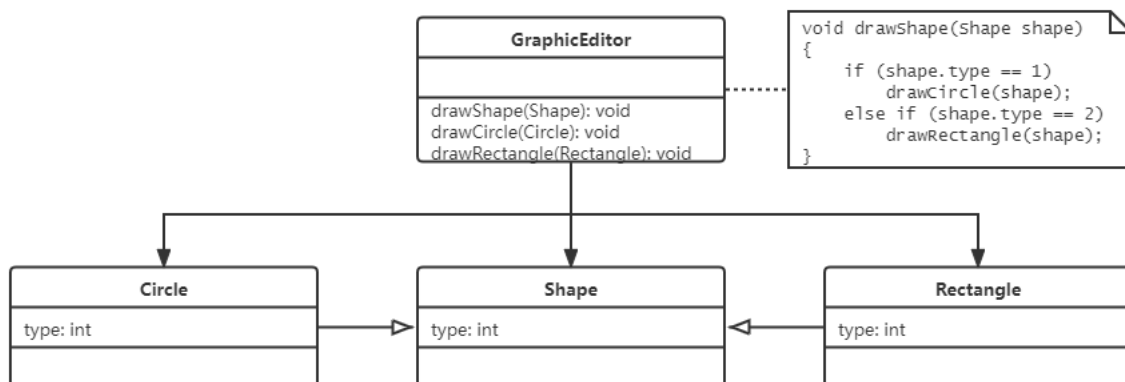 GraphicEditor
drawShape(Shape): void
drawCircle(Circle): void
drawRectangle(Rectangle): void
void drawShape(Shape shape)
{
    if (shape.type == 1)
        drawCircle(shape);
    else if (shape.type == 2)
        drawRectangle(shape);
}
Circle
type: int
Shape
type: int
Rectangle
type: int